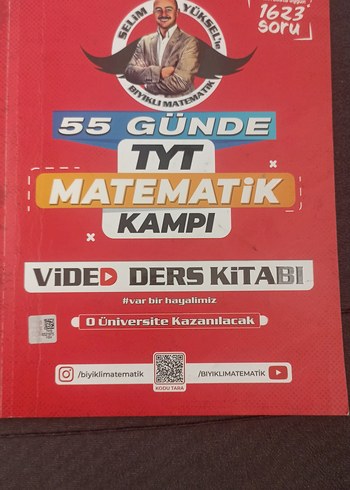 SELİM YÜKSEL'le
BIYIKLI MATEMATİK
1623
soru
55 GÜNDE
TYT
MATEMATİK
KAMPI
VİDEO DERS KİTABI
#var bir hayalimiz
O Üniversite Kazanılacak
/biyiklimatematik
KODU TARA
/BIYIKLIMATEMATİK